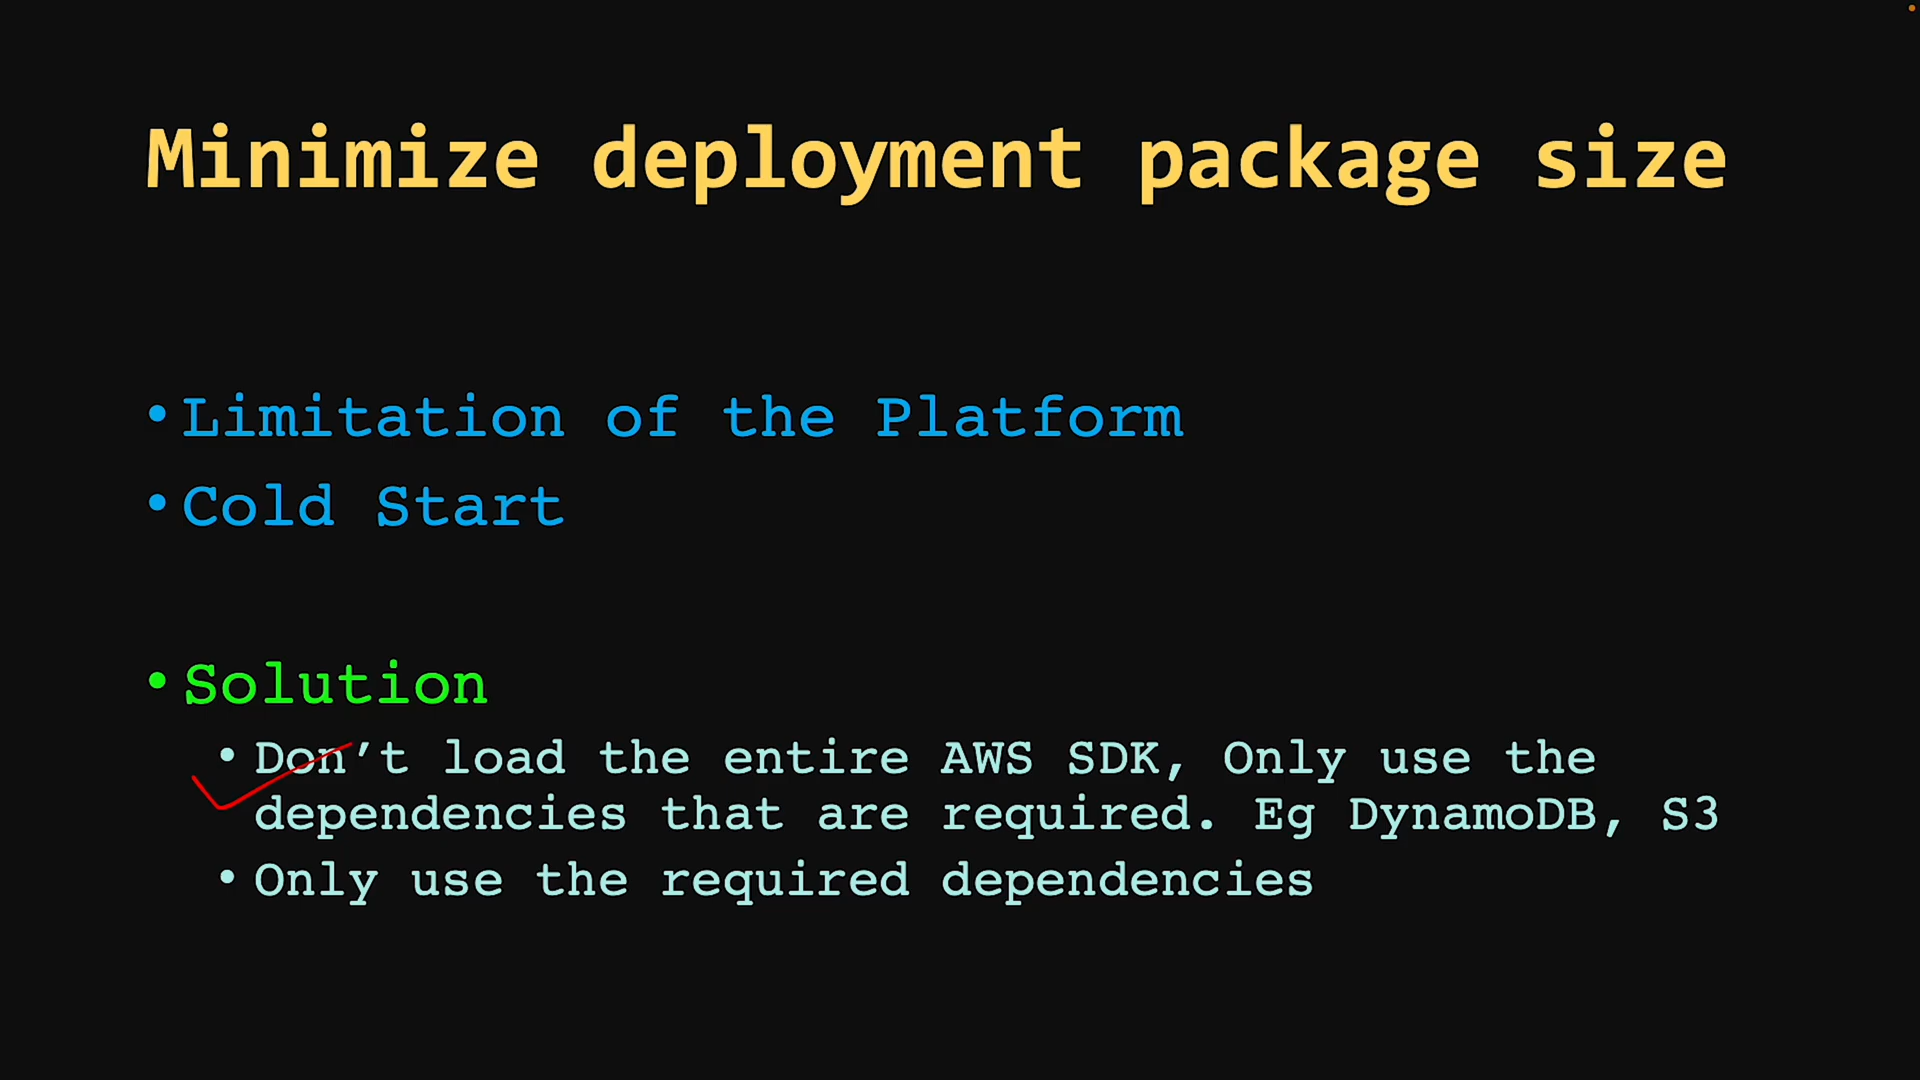 Minimize deployment package size
•Limitation of the Platform
•Cold Start
•Solution
•Don’t load the entire AWS SDK, Only use the
dependencies that are required. Eg DynamoDB, S3
•Only use the required dependencies